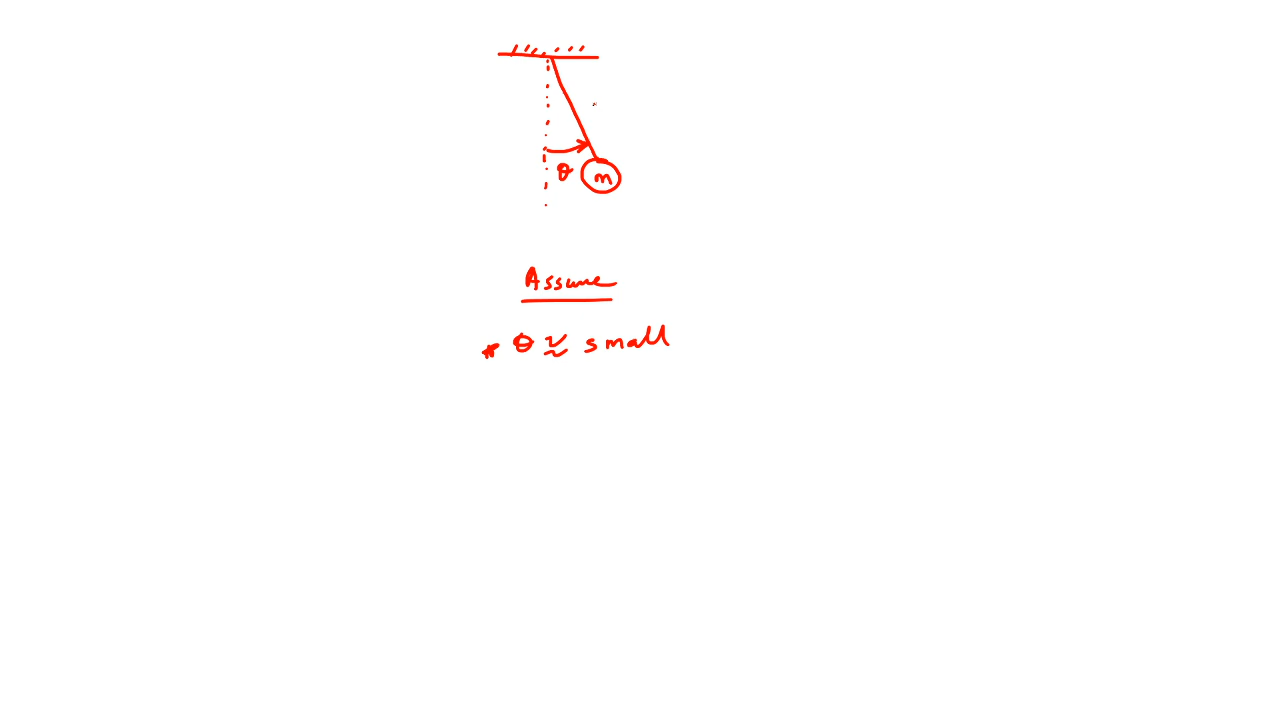 θ
m
Assume
* θ ≈ small